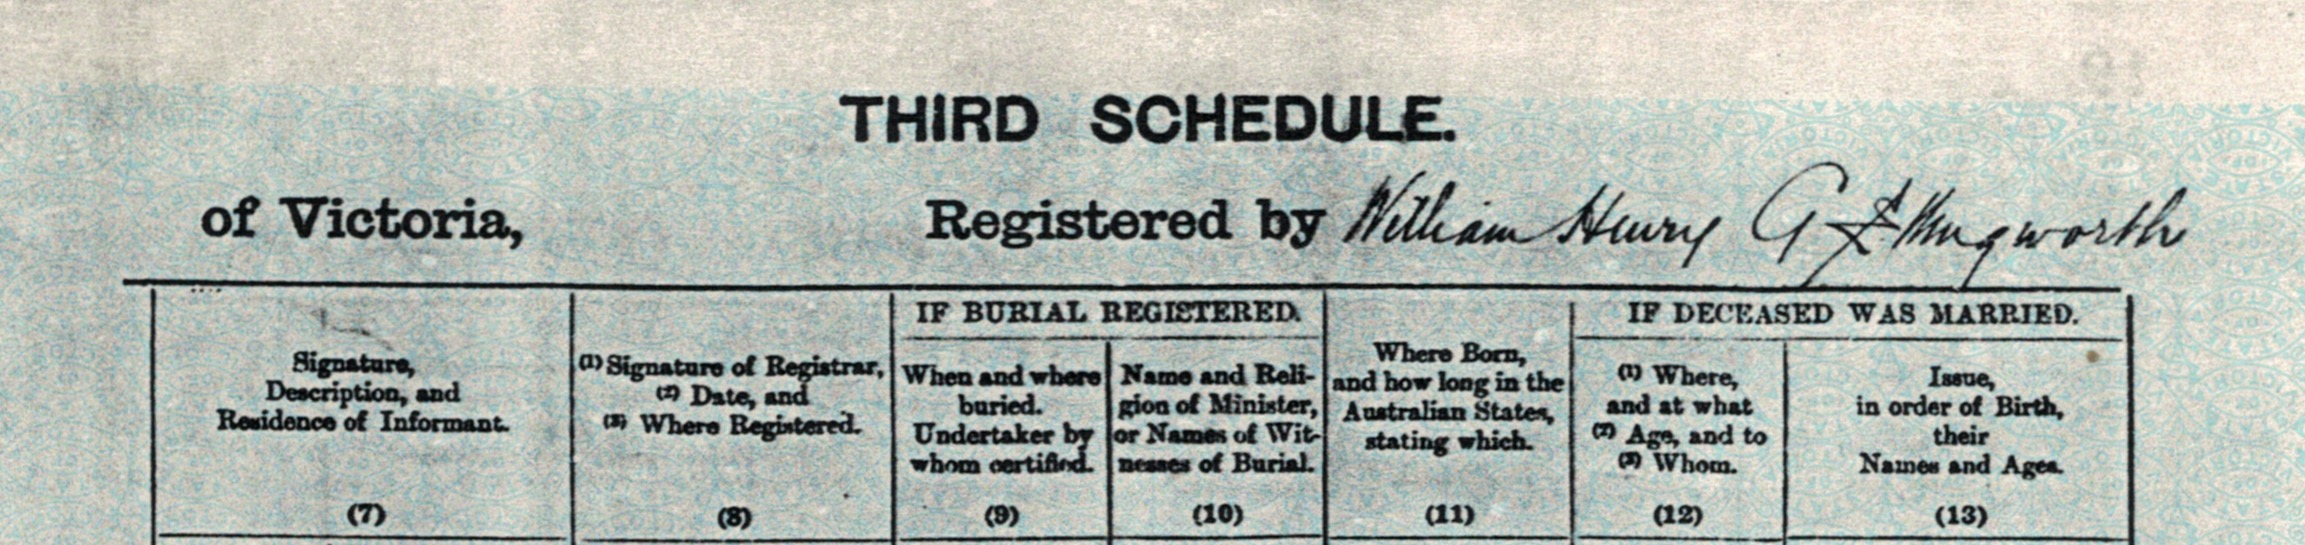 THIRD SCHEDULE.
of Victoria, Registered by William Henry G
IF BURIAL REGISTERED. IF DECEASED WAS MARRIED.
Signature,
Description, and
Residence of Informant.
(7)
(1) Signature of Registrar,
(2) Date, and
(3) Where Registered.
(8)
When and where
buried.
Undertaker by
whom certified.
(9)
Name and Reli-
gion of Minister,
or Names of Wit-
nesses of Burial.
(10)
Where Born,
and how long in the
Australian States,
stating which.
(11)
(1) Where,
and at what
(2) Age, and to
(3) Whom.
(12)
Issue,
in order of Birth,
their
Names and Ages.
(13)